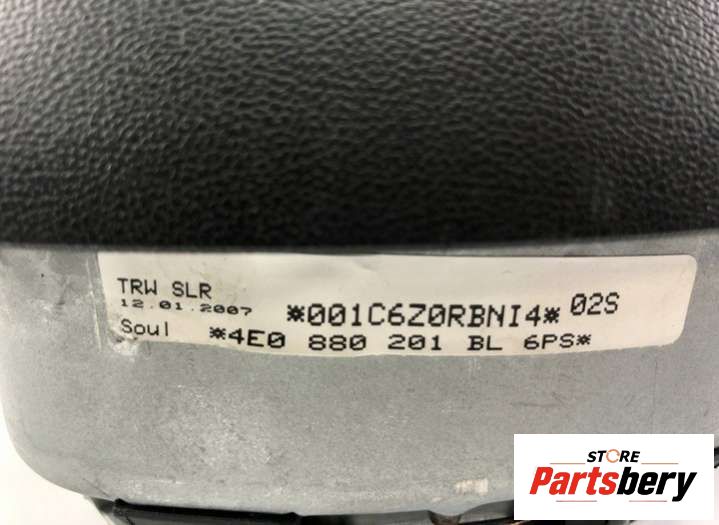 TRW SLR
12.01.2007
*001C6Z0RBNI4* 02S
Soul *4E0 880 201 BL 6PS*
STORE
Partsbery